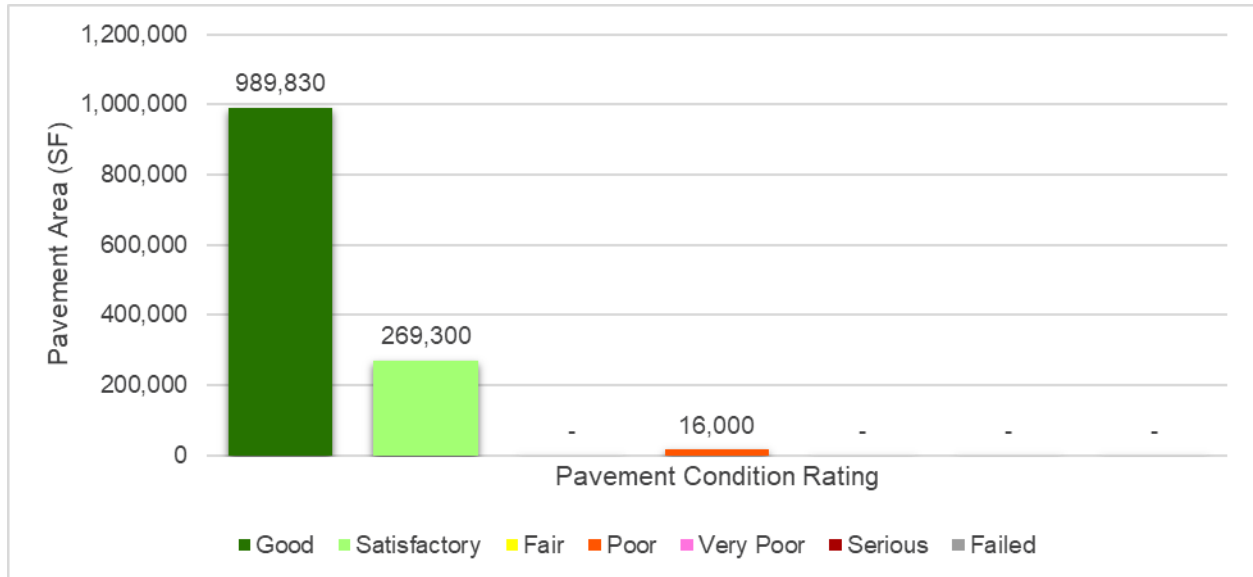 1,200,000
989,830
1,000,000
800,000
600,000
400,000
269,300
200,000
- 16,000 - - -
0
Pavement Area (SF)
Pavement Condition Rating
Good Satisfactory Fair Poor Very Poor Serious Failed